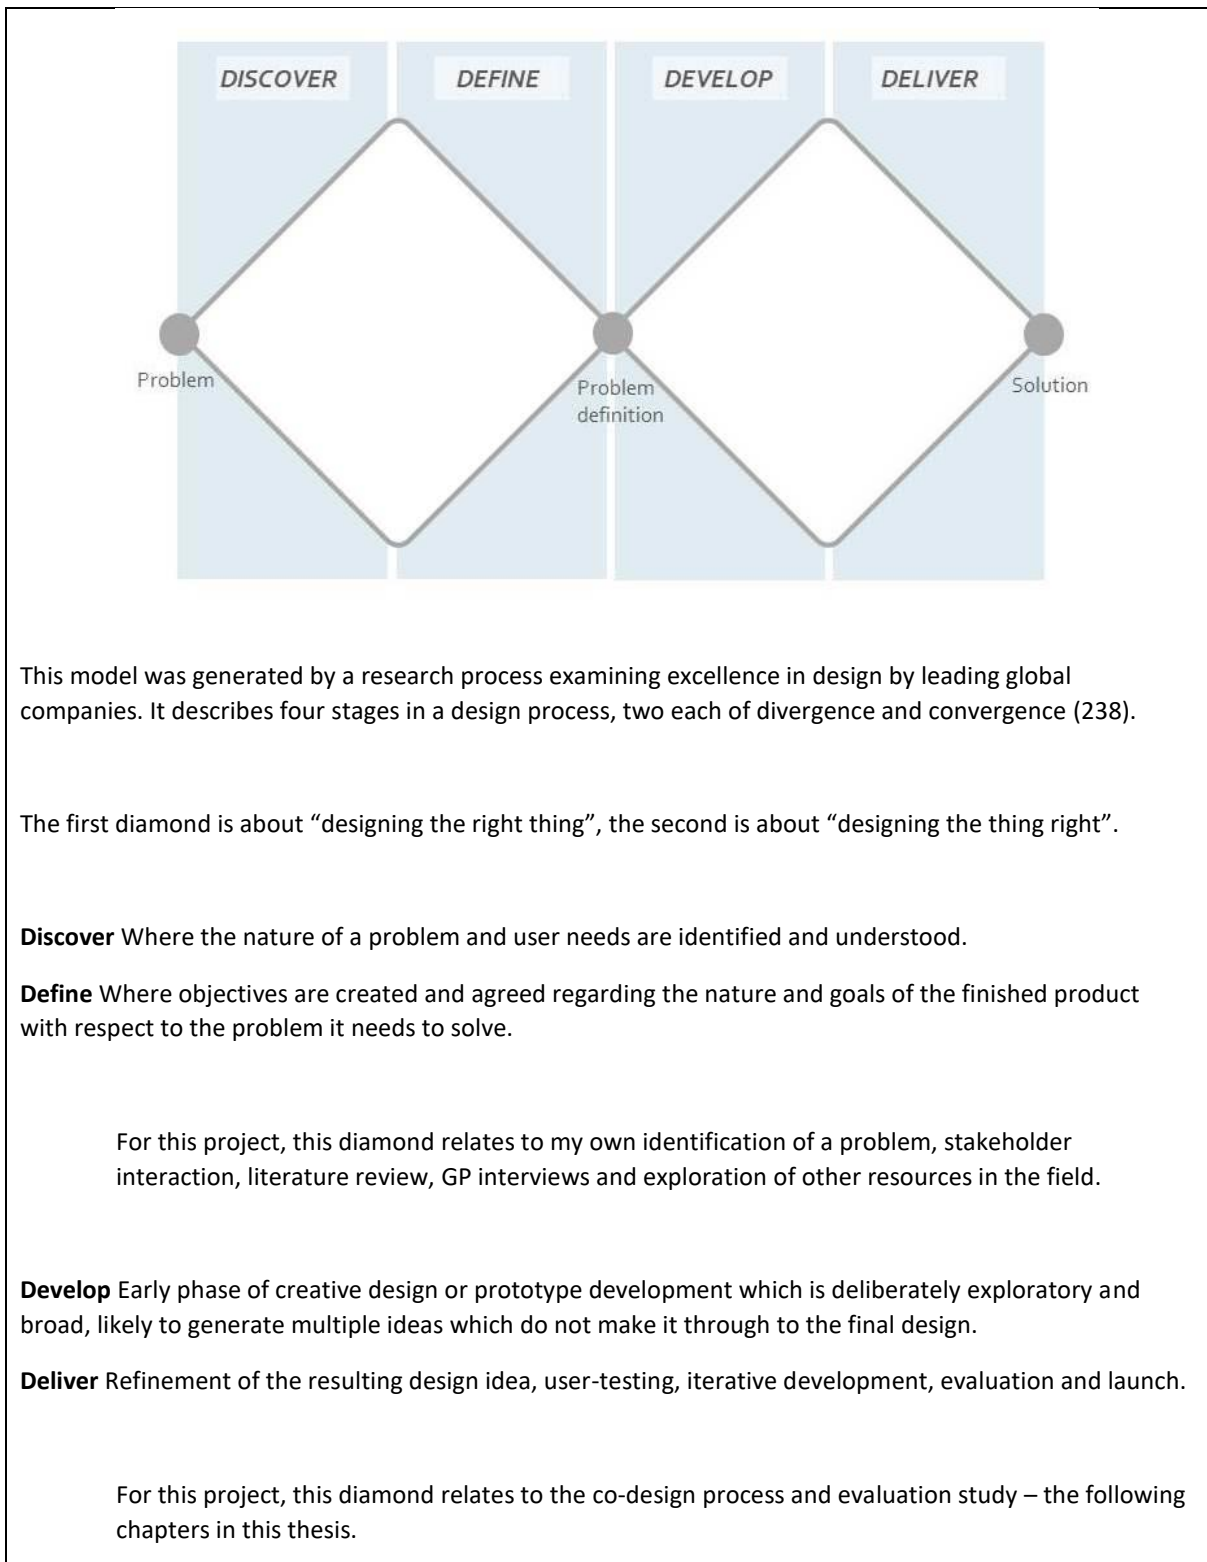 DISCOVER DEFINE DEVELOP DELIVER
Problem
Problem
definition
Solution
This model was generated by a research process examining excellence in design by leading global
companies. It describes four stages in a design process, two each of divergence and convergence (238).
The first diamond is about “designing the right thing”, the second is about “designing the thing right”.
Discover Where the nature of a problem and user needs are identified and understood.
Define Where objectives are created and agreed regarding the nature and goals of the finished product
with respect to the problem it needs to solve.
For this project, this diamond relates to my own identification of a problem, stakeholder
interaction, literature review, GP interviews and exploration of other resources in the field.
Develop Early phase of creative design or prototype development which is deliberately exploratory and
broad, likely to generate multiple ideas which do not make it through to the final design.
Deliver Refinement of the resulting design idea, user-testing, iterative development, evaluation and launch.
For this project, this diamond relates to the co-design process and evaluation study – the following
chapters in this thesis.